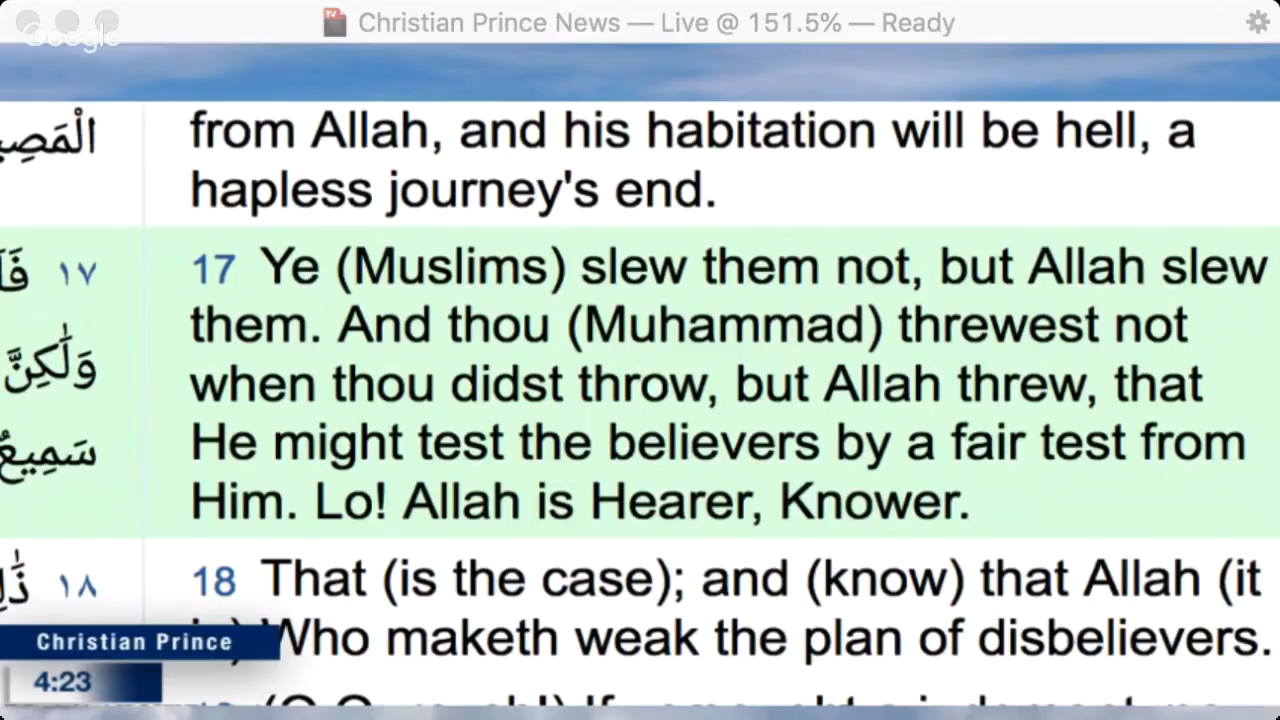 Christian Prince News — Live @ 151.5% — Ready
Google
from Allah, and his habitation will be hell, a
hapless journey's end.
١٧
وَلَٰكِنَّ
سَمِيعٌ
17 Ye (Muslims) slew them not, but Allah slew
them. And thou (Muhammad) threwest not
when thou didst throw, but Allah threw, that
He might test the believers by a fair test from
Him. Lo! Allah is Hearer, Knower.
١٨
18 That (is the case); and (know) that Allah (it
Who maketh weak the plan of disbelievers.
Christian Prince
4:23